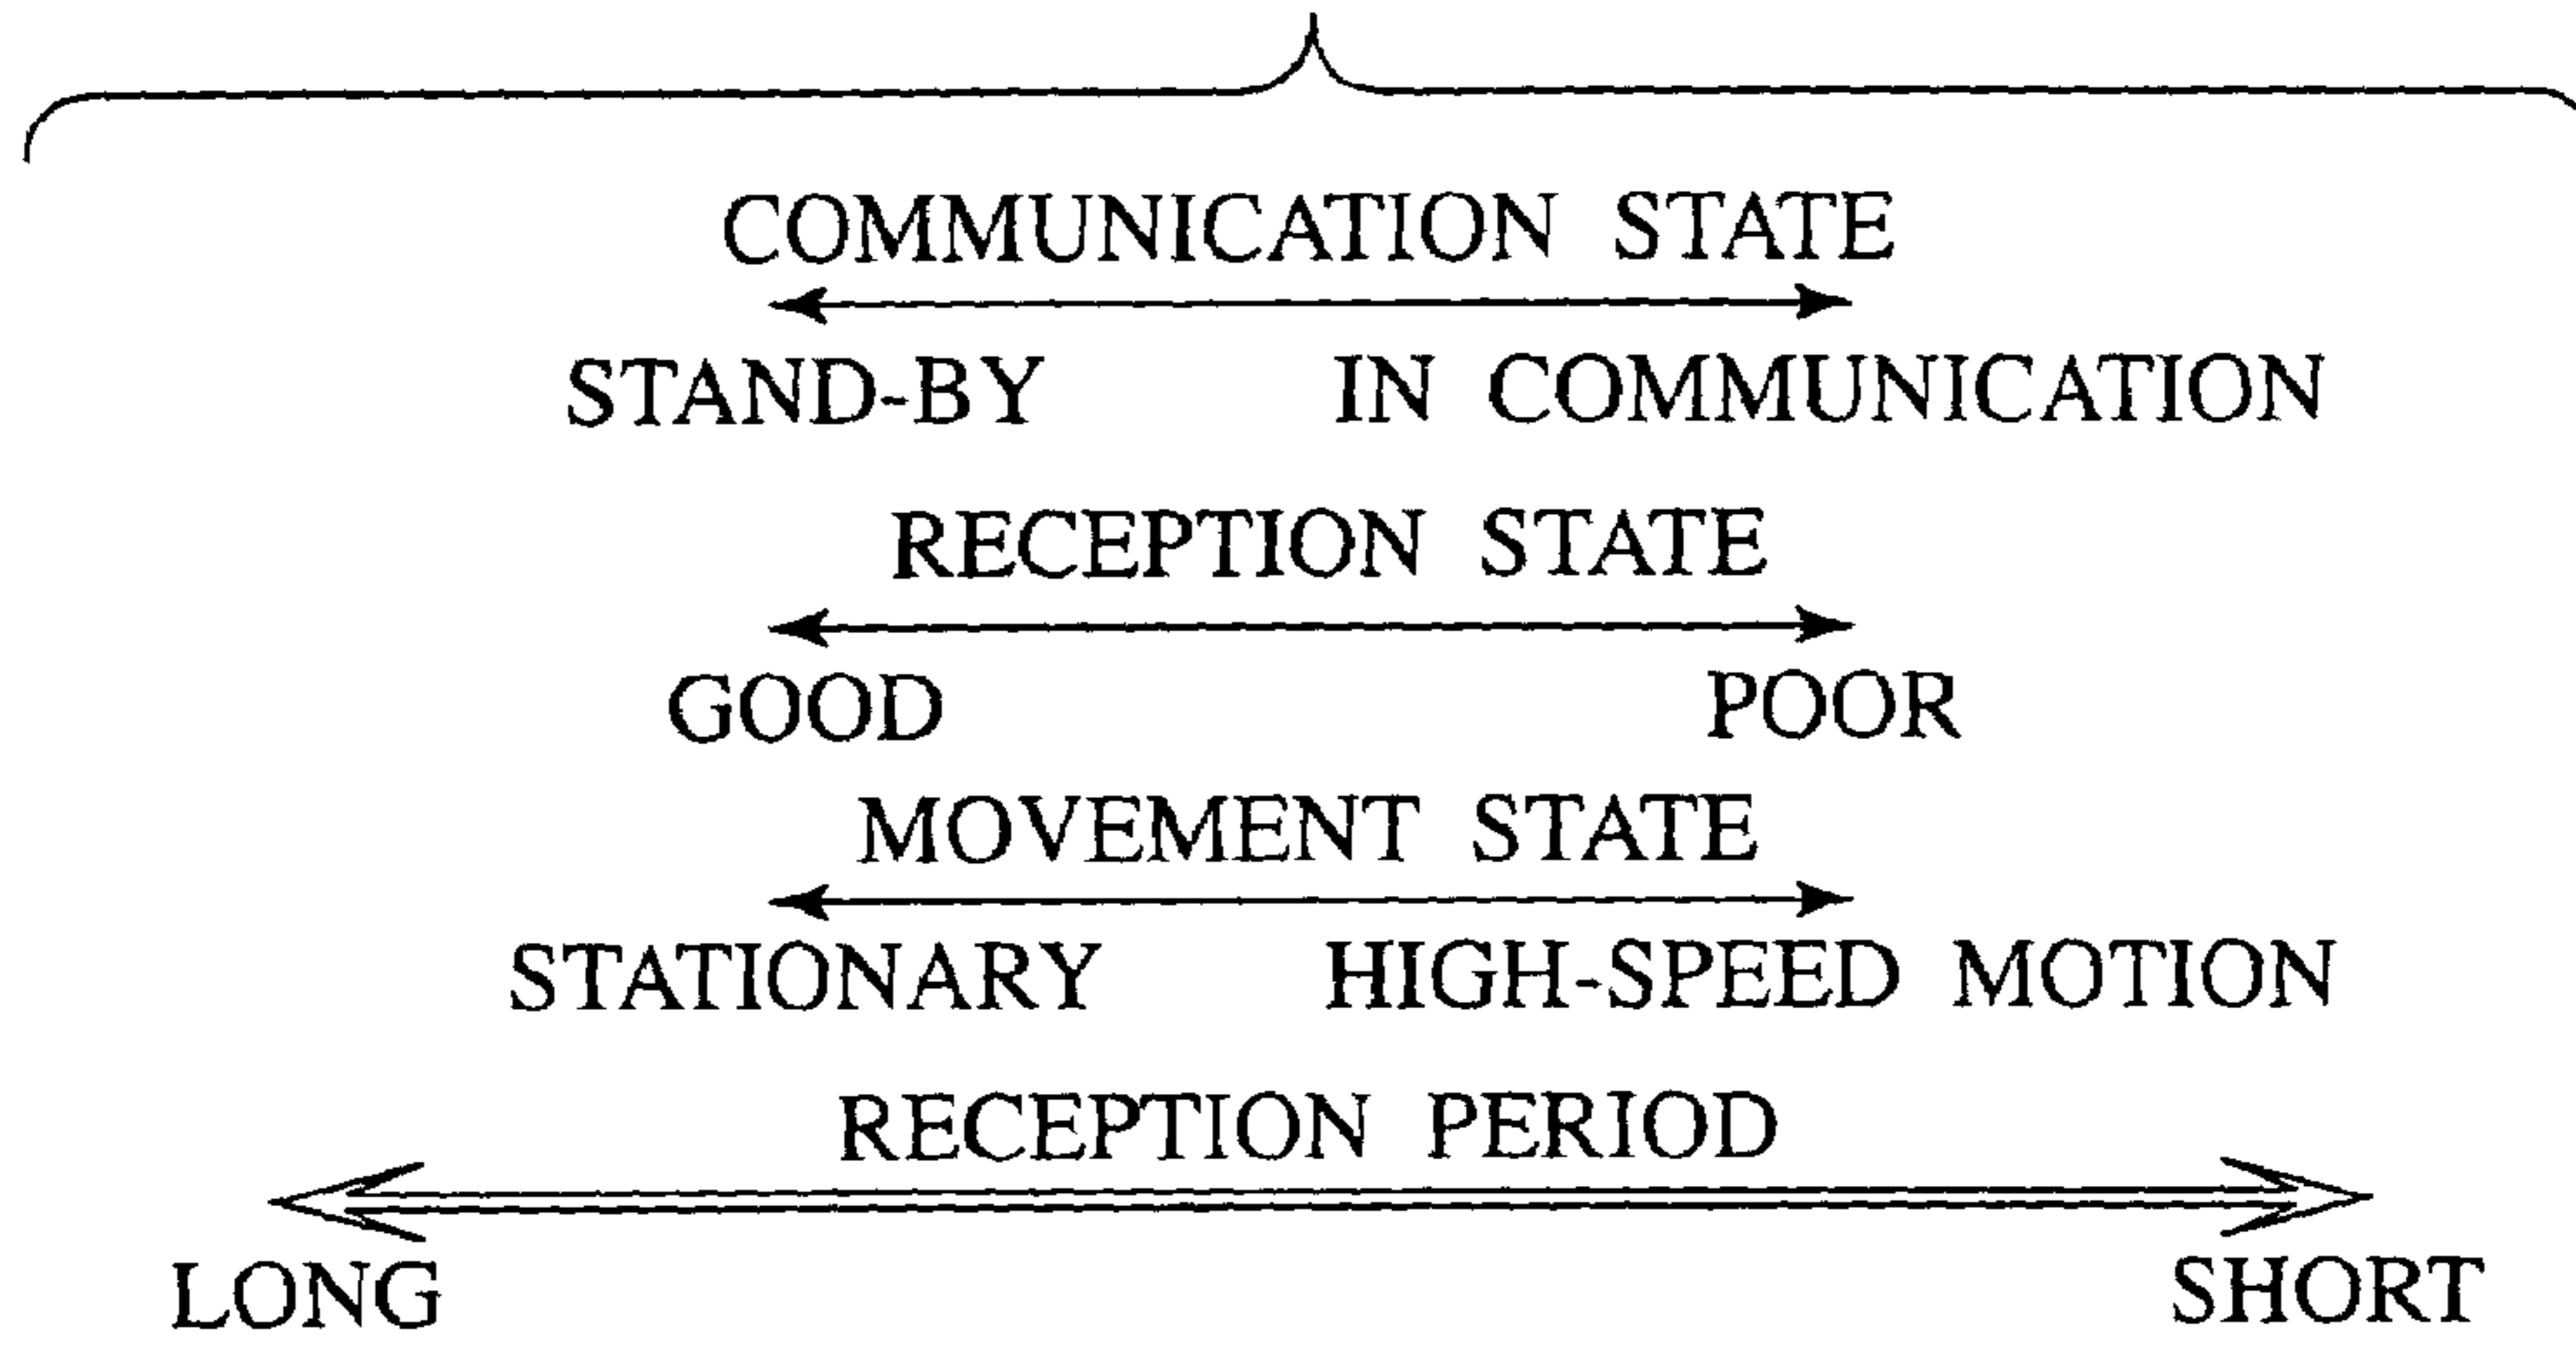 COMMUNICATION STATE
STAND-BY IN COMMUNICATION
RECEPTION STATE
GOOD POOR
MOVEMENT STATE
STATIONARY HIGH-SPEED MOTION
RECEPTION PERIOD
LONG SHORT